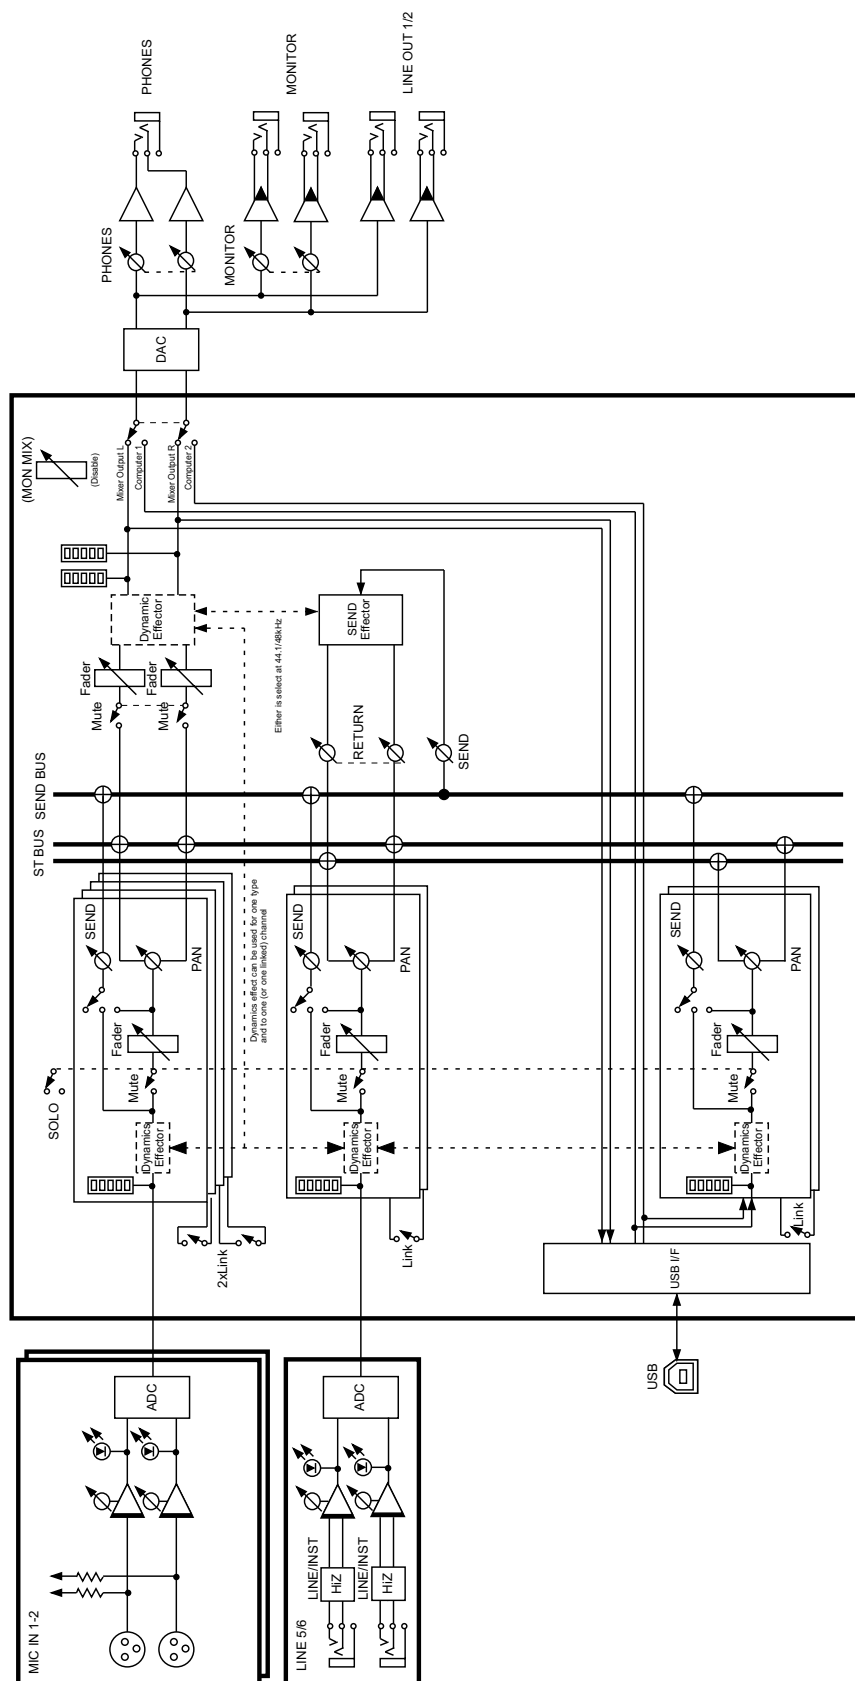 PHONES
MONITOR
LINE OUT 1/2
PHONES
MONITOR
DAC
(MON MIX)
(Disable)
Mixer Output L
Computer 1
Mixer Output R
Computer 2
Dynamic
Effector
SEND
Effector
Either is select at 44.1/48kHz
Fader
Fader
Mute
Mute
RETURN
SEND
SEND BUS
ST BUS
SEND
PAN
Fader
Mute
Dynamics effect can be used for one type
and to one (or one linked) channel
SEND
PAN
Fader
Mute
SEND
PAN
Fader
Mute
SOLO
Dynamics
Effector
Dynamics
Effector
Dynamics
Effector
2xLink
Link
Link
USB I/F
USB
ADC
ADC
LINE/INST
LINE/INST
HiZ
HiZ
MIC IN 1-2
LINE 5/6